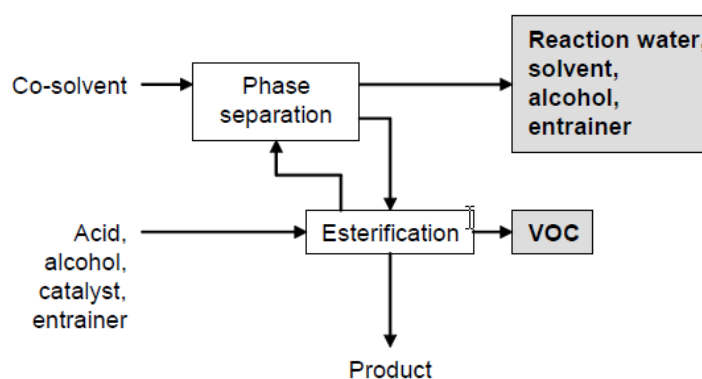 Co-solvent
Phase
separation
Reaction water,
solvent,
alcohol,
entrainer
Acid,
alcohol,
catalyst,
entrainer
Esterification
VOC
Product